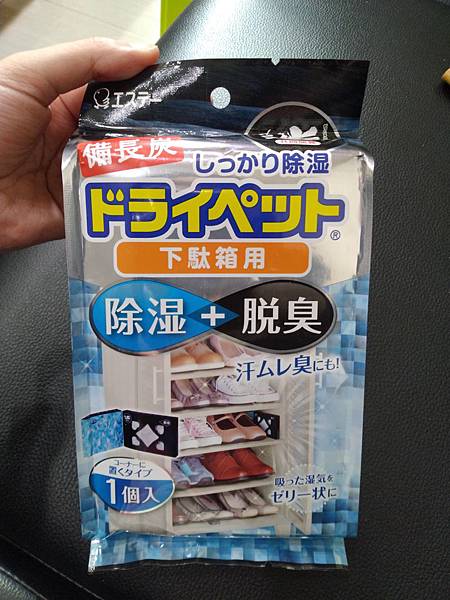 エステー
備長炭
しっかり除湿
ドライペット®
下駄箱用
除湿+脱臭
汗ムレ臭にも!
コーナーに
置くタイプ
1個入
吸った湿気を
ゼリー状に